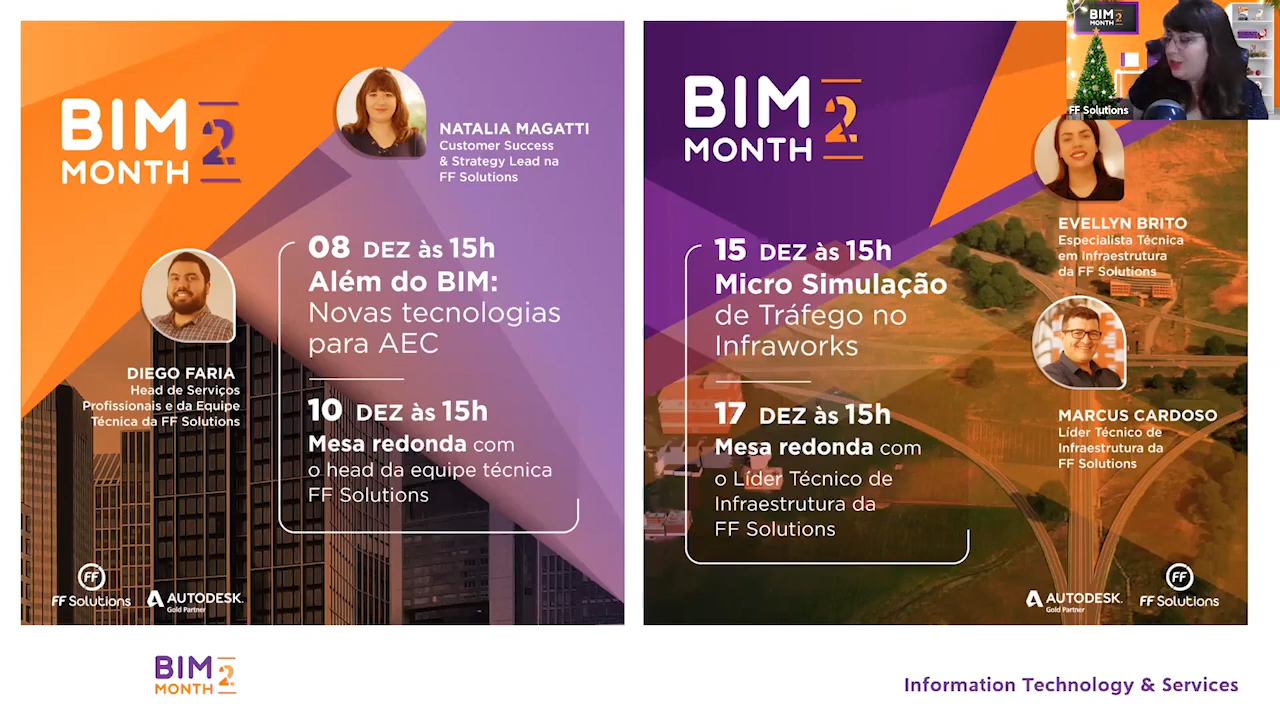 BIM
MONTH
2
NATALIA MAGATTI
Customer Success
& Strategy Lead na
FF Solutions
08 DEZ às 15h
Além do BIM:
Novas tecnologias
para AEC
DIEGO FARIA
Head de Serviços
Profissionais e da Equipe
Técnica da FF Solutions
10 DEZ às 15h
Mesa redonda com
o head da equipe técnica
FF Solutions
FF
FF Solutions
AUTODESK.
Gold Partner
BIM
MONTH
2
EVELLYN BRITO
Especialista Técnica
em Infraestrutura
da FF Solutions
15 DEZ às 15h
Micro Simulação
de Tráfego no
Infraworks
MARCUS CARDOSO
Líder Técnico de
Infraestrutura da
FF Solutions
17 DEZ às 15h
Mesa redonda com
o Líder Técnico de
Infraestrutura da
FF Solutions
AUTODESK.
Gold Partner
FF
FF Solutions
BIM
MONTH
2
FF Solutions
BIM
MONTH
2
Information Technology & Services